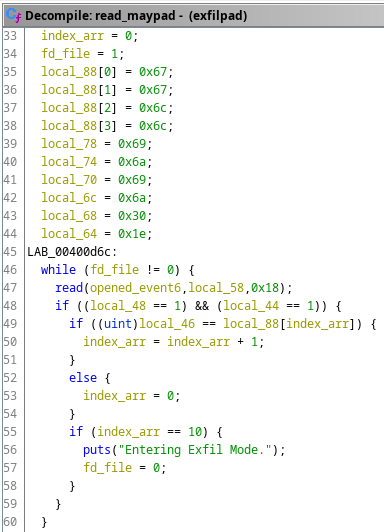 Decompile: read_maypad - (exfilpad)
33 index_arr = 0;
34 fd_file = 1;
35 local_88[0] = 0x67;
36 local_88[1] = 0x67;
37 local_88[2] = 0x6c;
38 local_88[3] = 0x6c;
39 local_78 = 0x69;
40 local_74 = 0x6a;
41 local_70 = 0x69;
42 local_6c = 0x6a;
43 local_68 = 0x30;
44 local_64 = 0x1e;
45 LAB_00400d6c:
46 while (fd_file != 0) {
47 read(opened_event6,local_58,0x18);
48 if ((local_48 == 1) && (local_44 == 1)) {
49 if ((uint)local_46 == local_88[index_arr]) {
50 index_arr = index_arr + 1;
51 }
52 else {
53 index_arr = 0;
54 }
55 if (index_arr == 10) {
56 puts("Entering Exfil Mode.");
57 fd_file = 0;
58 }
59 }
60 }